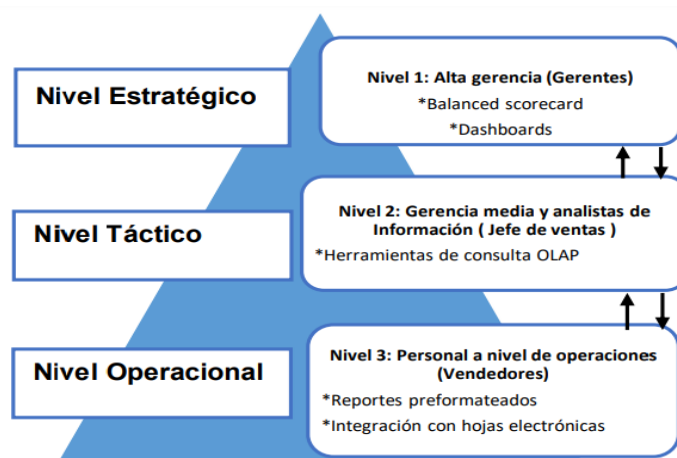 Nivel Estratégico
Nivel 1: Alta gerencia (Gerentes)
*Balanced scorecard
*Dashboards
Nivel Táctico
Nivel 2: Gerencia media y analistas de
Información ( Jefe de ventas )
*Herramientas de consulta OLAP
Nivel Operacional
Nivel 3: Personal a nivel de operaciones
(Vendedores)
*Reportes preformateados
*Integración con hojas electrónicas